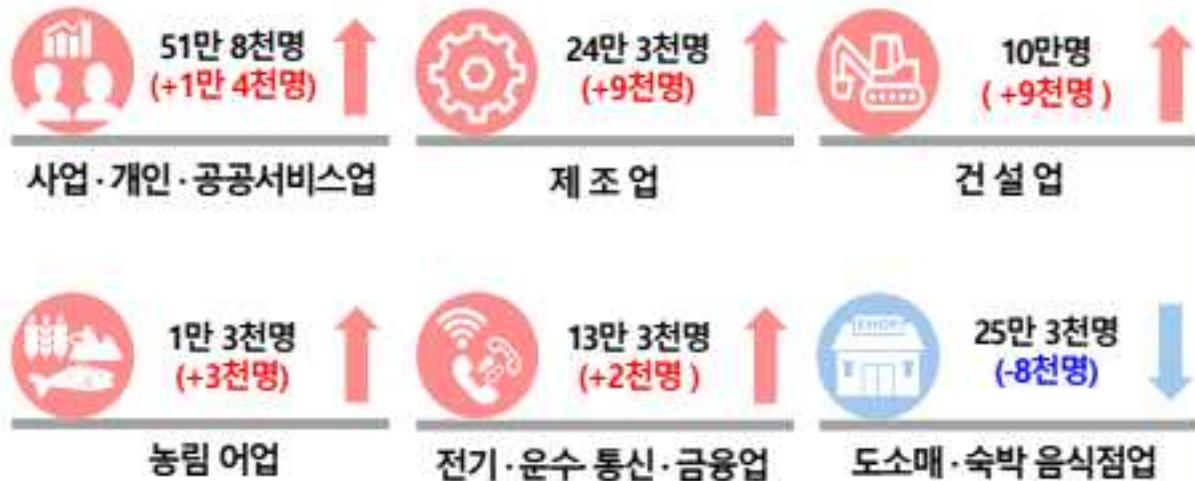 51만 8천명
(+1만 4천명)
사업·개인·공공서비스업
24만 3천명
(+9천명)
제 조 업
10만명
( +9천명 )
건 설 업
1만 3천명
(+3천명)
농림 어업
13만 3천명
(+2천명 )
전기·운수·통신·금융업
SHOP
25만 3천명
(-8천명)
도소매·숙박 음식점업